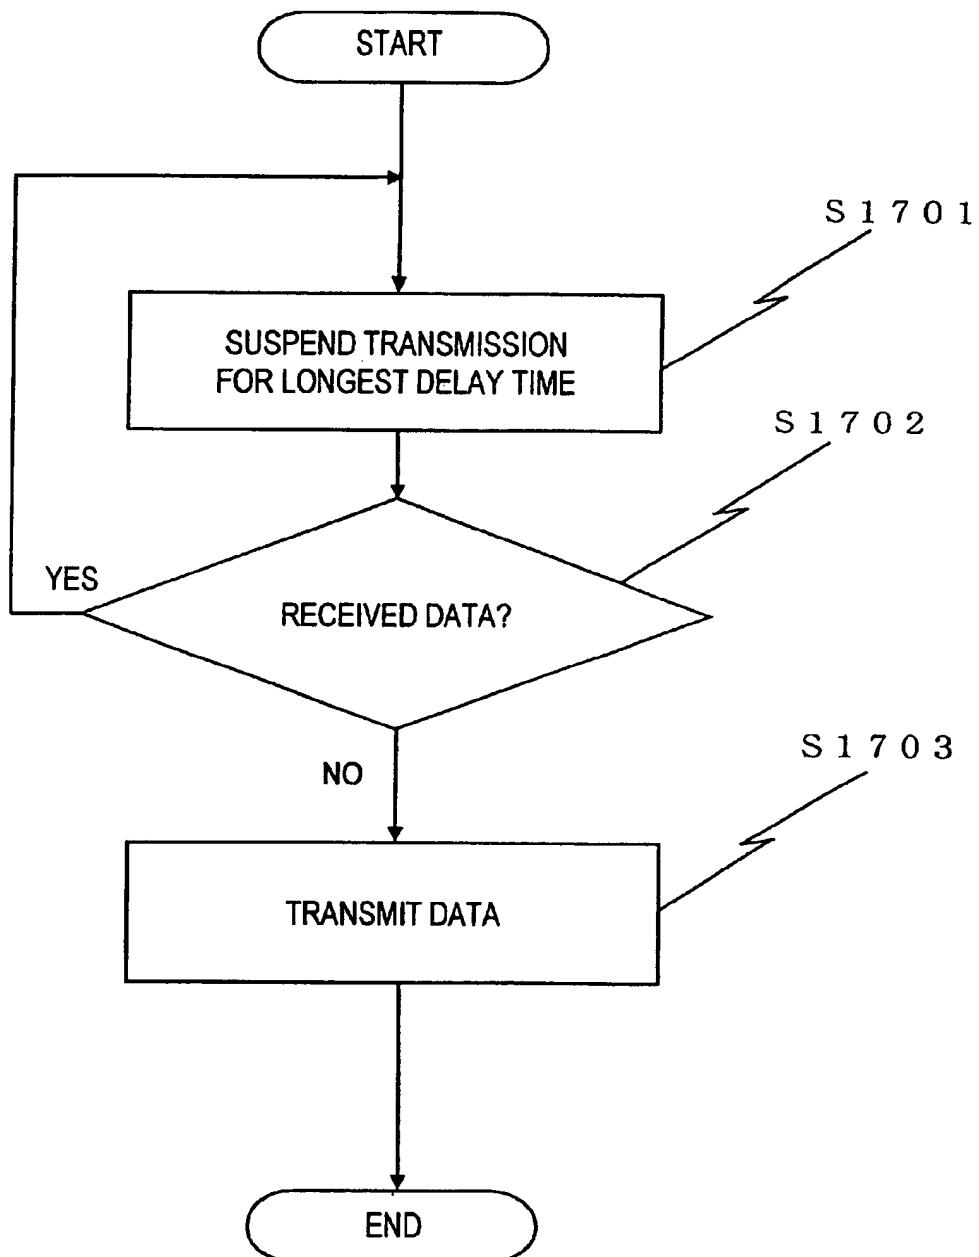 START
S1701
SUSPEND TRANSMISSION
FOR LONGEST DELAY TIME
S1702
YES
RECEIVED DATA?
S1703
NO
TRANSMIT DATA
END